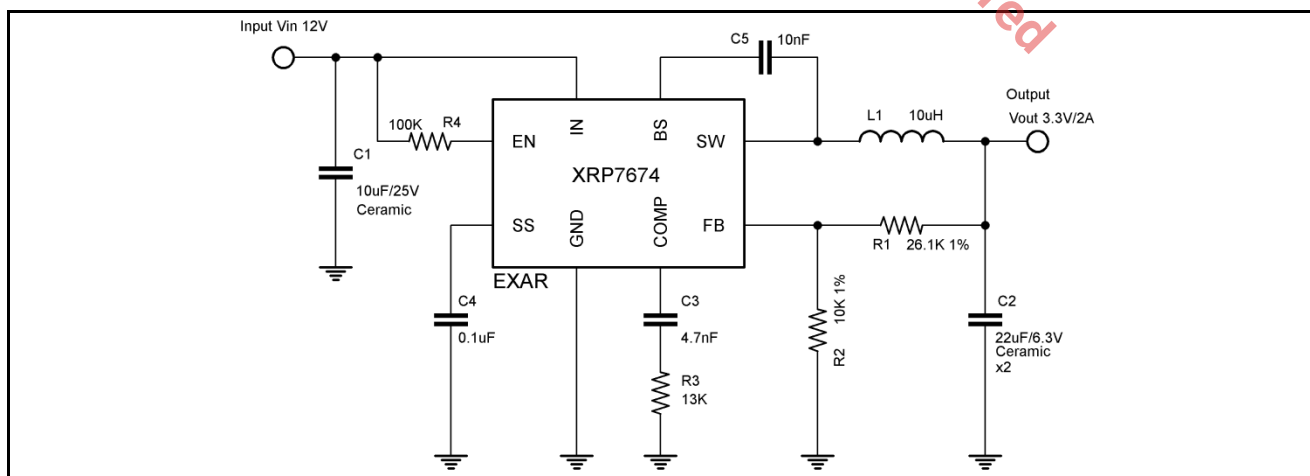 red
Input Vin 12V
C5
10nF
Output
Vout 3.3V/2A
100K
R4
L1
10uH
EN
IN
BS
SW
C1
10uF/25V
Ceramic
XRP7674
SS
GND
COMP
FB
R1
26.1K 1%
EXAR
C4
0.1uF
C3
4.7nF
10K 1%
R2
C2
22uF/6.3V
Ceramic
x2
R3
13K